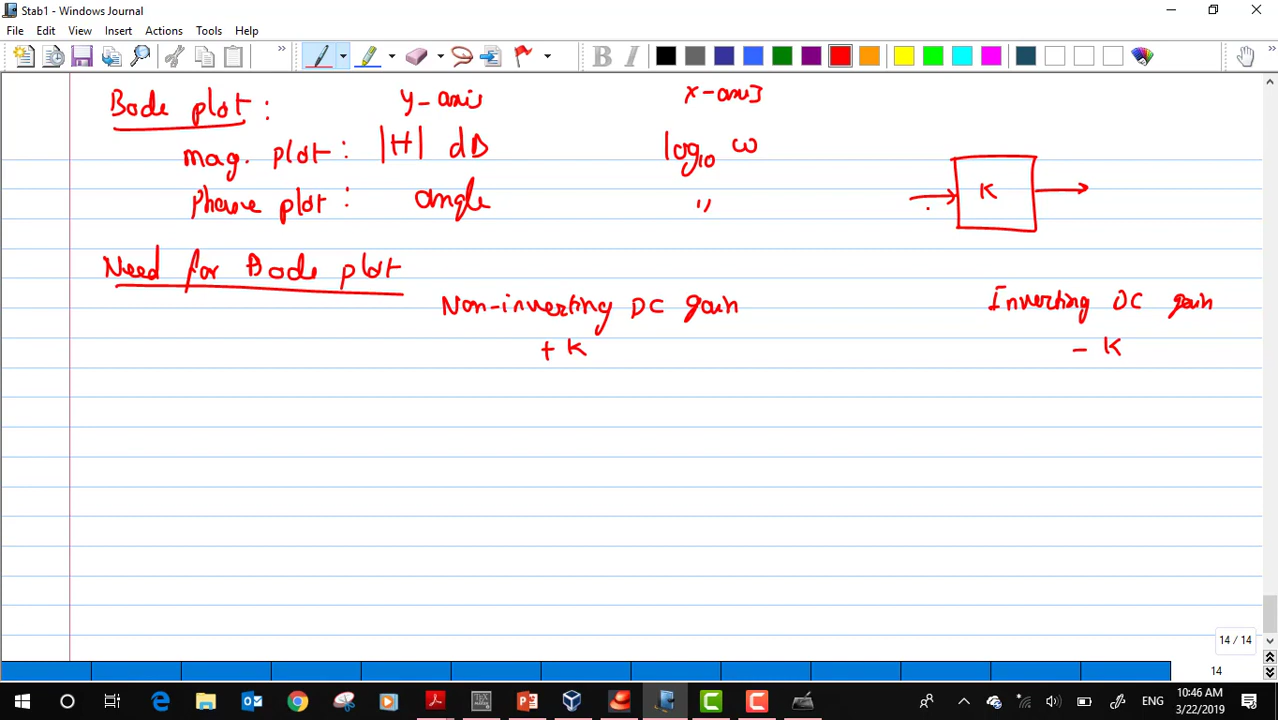 Stab1 - Windows Journal
File Edit View Insert Actions Tools Help
Bode plot : y-axis x-axis
mag. plot : |H| dB log10 ω
Phase plot : angle "
K
Need for Bode plot
Non-inverting DC gain Inverting DC gain
+ K - K
14 / 14
14
ENG
10:46 AM
3/22/2019